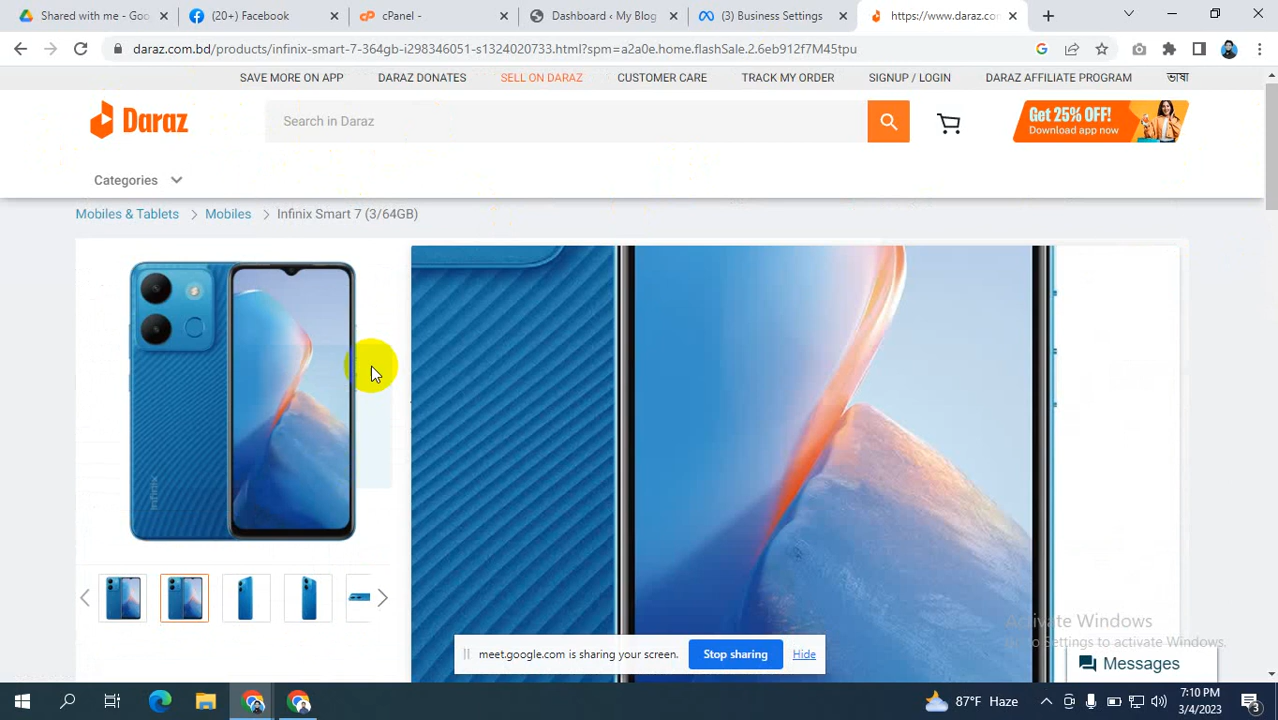 Shared with me - Goo
(20+) Facebook
cPanel -
Dashboard ‹ My Blog
(3) Business Settings
https://www.daraz.com
daraz.com.bd/products/infinix-smart-7-364gb-i298346051-s1324020733.html?spm=a2a0e.home.flashSale.2.6eb912f7M45tpu
SAVE MORE ON APP
DARAZ DONATES
SELL ON DARAZ
CUSTOMER CARE
TRACK MY ORDER
SIGNUP / LOGIN
DARAZ AFFILIATE PROGRAM
ভাষা
Daraz
Search in Daraz
Get 25% OFF!
Download app now
Categories
Mobiles & Tablets
Mobiles
Infinix Smart 7 (3/64GB)
Infinix
Activate Windows
Go to Settings to activate Windows.
meet.google.com is sharing your screen.
Stop sharing
Hide
Messages
87°F Haze
7:10 PM
3/4/2023
3